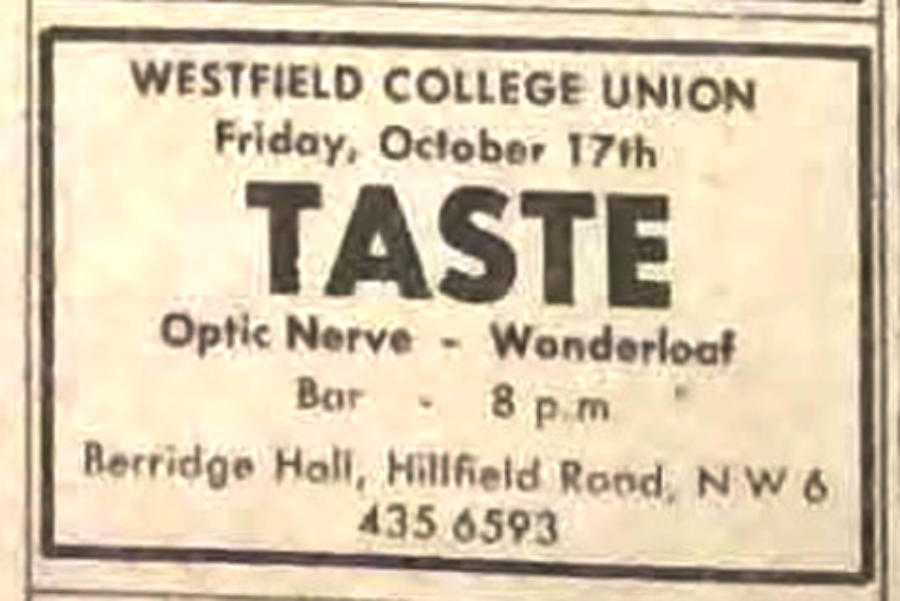 WESTFIELD COLLEGE UNION
Friday, October 17th
TASTE
Optic Nerve - Wonderloaf
Bar - 8 p.m
Berridge Hall, Hillfield Road, N W 6
435 6593